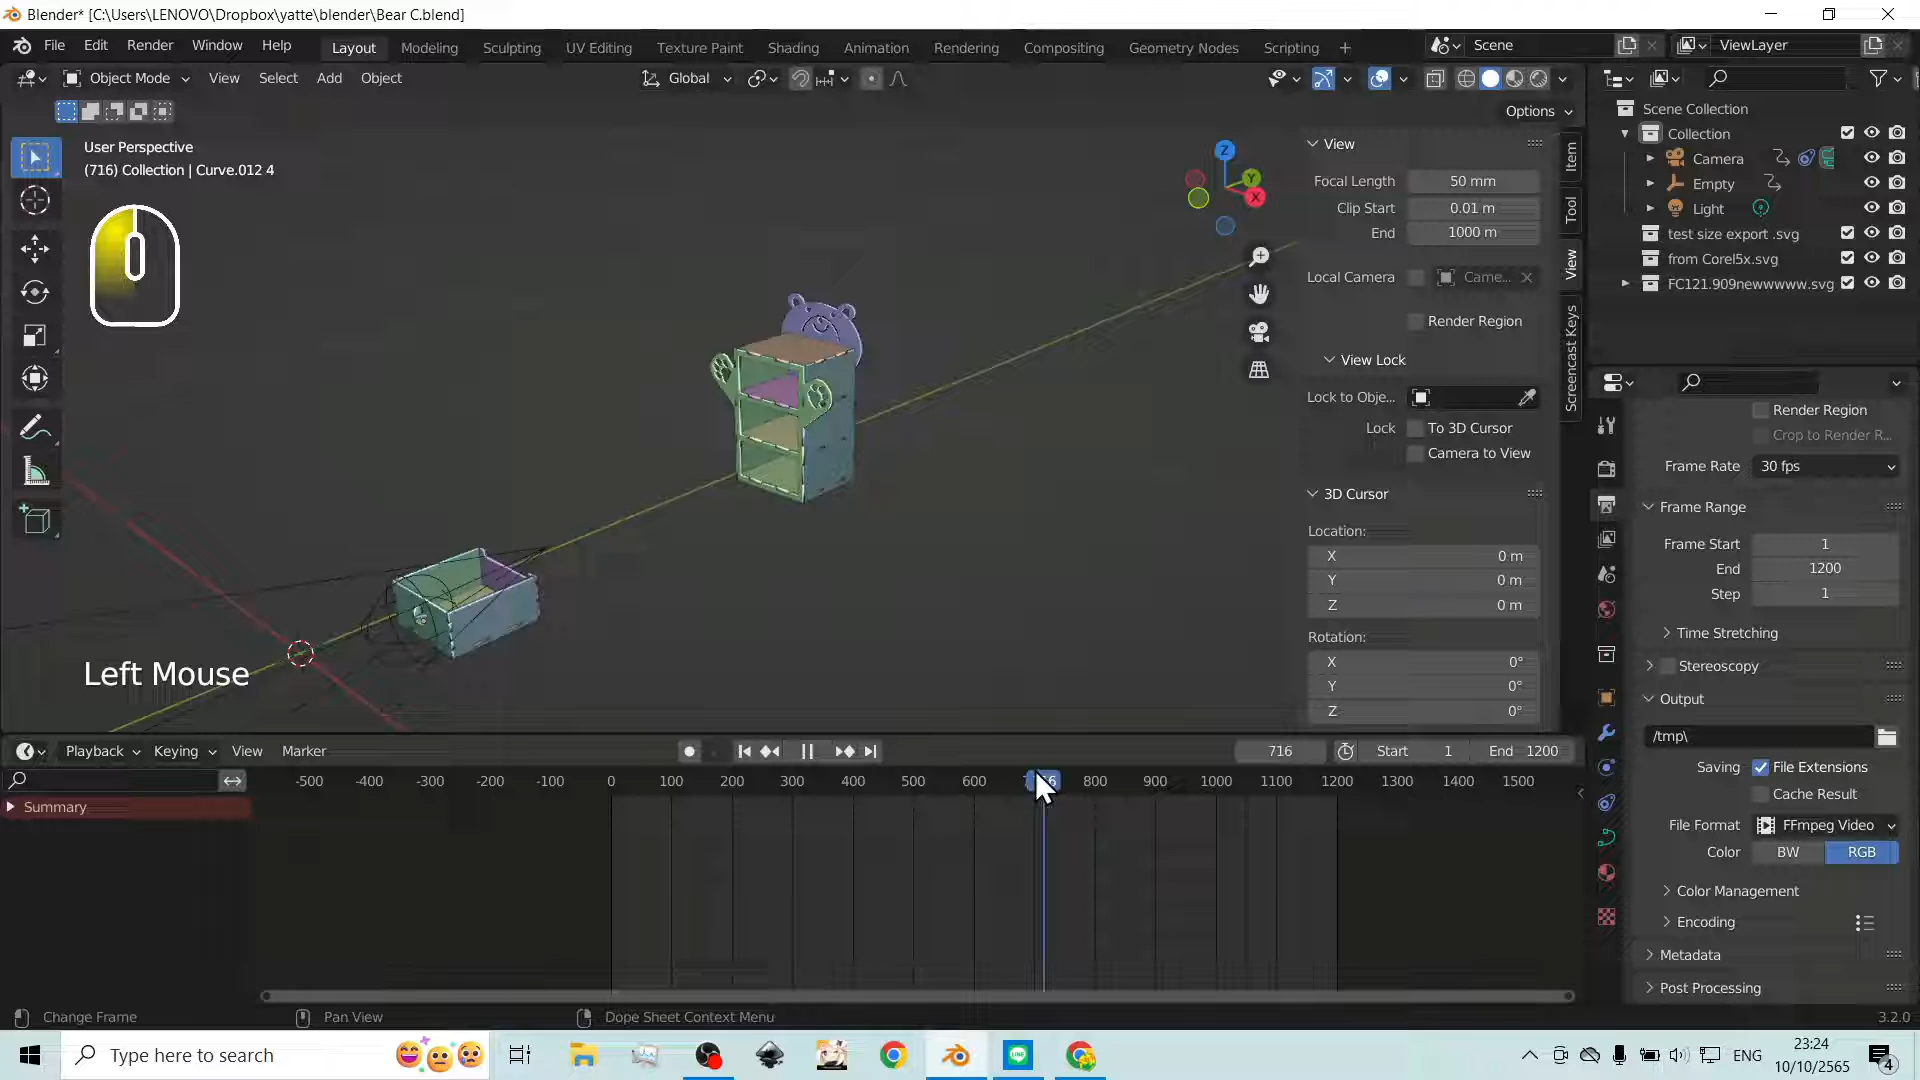 Blender* [C:\Users\LENOVO\Dropbox\yatte\blender\Bear C.blend]
File Edit Render Window Help Layout Modeling Sculpting UV Editing Texture Paint Shading Animation Rendering Compositing Geometry Nodes Scripting + Scene ViewLayer
Object Mode View Select Add Object Global
Options
User Perspective
(716) Collection | Curve.012 4
Z
Y
X
Left Mouse
View
Focal Length 50 mm
Clip Start 0.01 m
End 1000 m
Local Camera Came...
Render Region
View Lock
Lock to Obje...
Lock To 3D Cursor
Camera to View
3D Cursor
Location:
X 0 m
Y 0 m
Z 0 m
Rotation:
X 0°
Y 0°
Z 0°
Item
Tool
View
Screencast Keys
Scene Collection
Collection
Camera
Empty
Light
test size export .svg
from Corel5x.svg
FC121.909newwwww.svg
Render Region
Crop to Render R...
Frame Rate 30 fps
Frame Range
Frame Start 1
End 1200
Step 1
Time Stretching
Stereoscopy
Output
/tmp\
Saving File Extensions
Cache Result
File Format FFmpeg Video
Color BW RGB
Color Management
Encoding
Metadata
Post Processing
Playback Keying View Marker 716 Start 1 End 1200
-500 -400 -300 -200 -100 0 100 200 300 400 500 600 800 900 1000 1100 1200 1300 1400 1500
Summary
Change Frame Pan View Dope Sheet Context Menu 3.2.0
Type here to search
ENG
23:24
10/10/2565
4